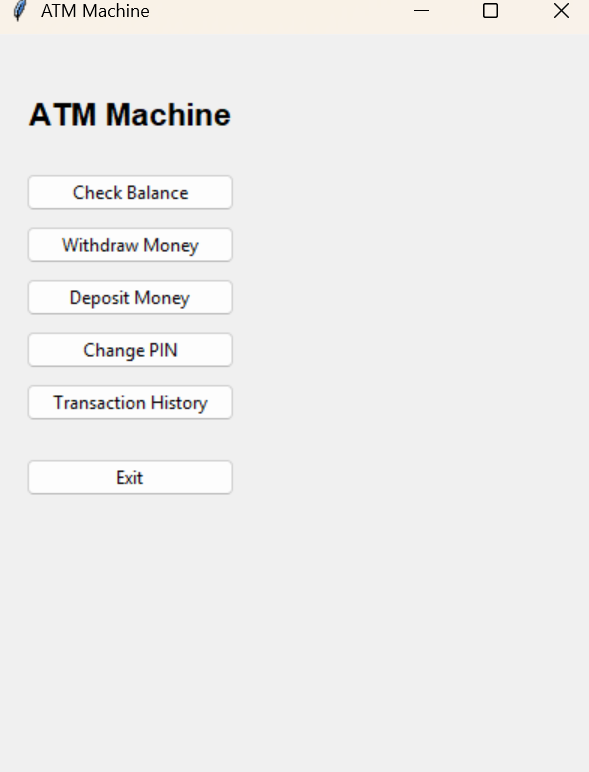 ATM Machine
ATM Machine
Check Balance
Withdraw Money
Deposit Money
Change PIN
Transaction History
Exit